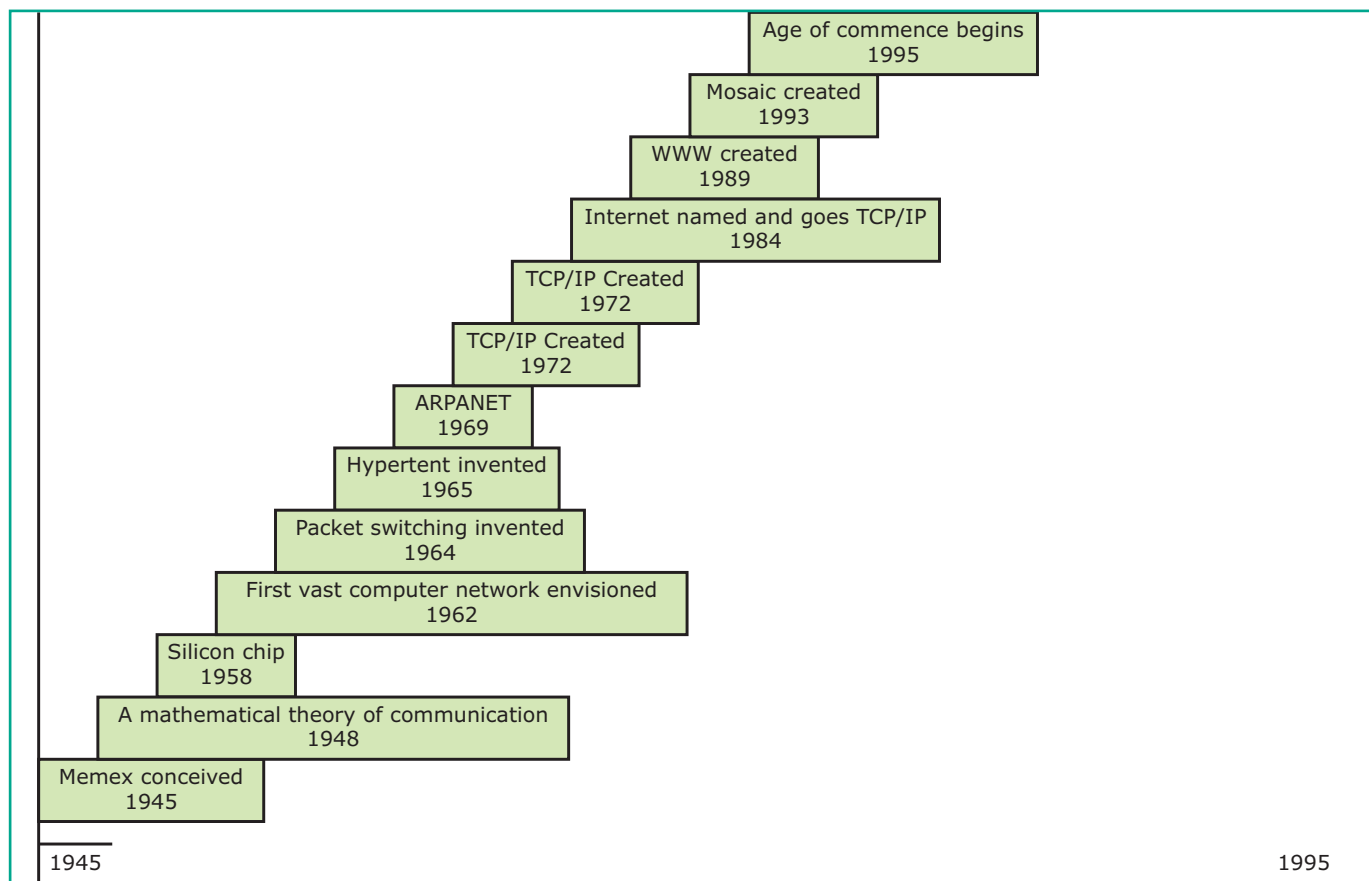 Age of commence begins
1995
Mosaic created
1993
WWW created
1989
Internet named and goes TCP/IP
1984
TCP/IP Created
1972
TCP/IP Created
1972
ARPANET
1969
Hypertent invented
1965
Packet switching invented
1964
First vast computer network envisioned
1962
Silicon chip
1958
A mathematical theory of communication
1948
Memex conceived
1945
1945
1995